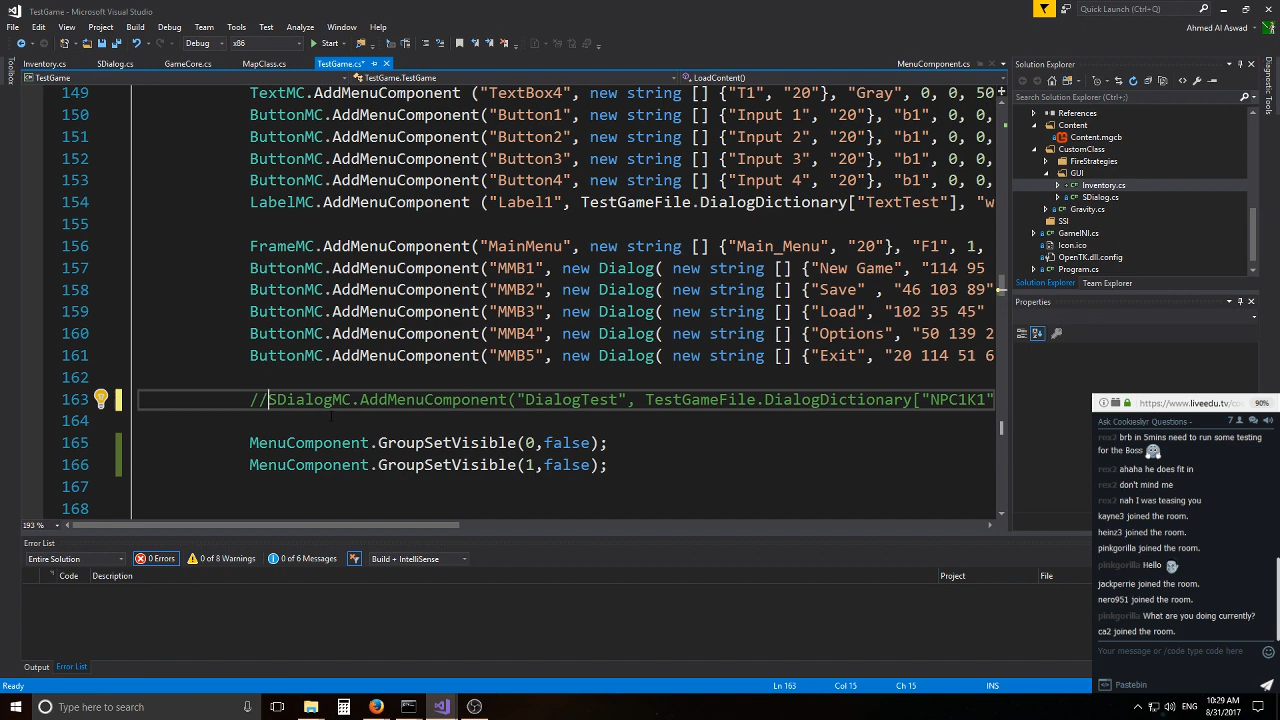 TestGame - Microsoft Visual Studio
Quick Launch (Ctrl+;)
File Edit View Project Build Debug Team Tools Test Analyze Window Help
Ahmed Al Aswad
Debug x86 Start
Inventory.cs SDialog.cs GameCore.cs MapClass.cs TestGame.cs* MenuComponent.cs
TestGame TestGame.TestGame LoadContent()
Toolbox
Diagnostic Tools
149 TextMC.AddMenuComponent ("TextBox4", new string [] {"T1", "20"}, "Gray", 0, 0, 50
150 ButtonMC.AddMenuComponent("Button1", new string [] {"Input 1", "20"}, "b1", 0, 0,
151 ButtonMC.AddMenuComponent("Button2", new string [] {"Input 2", "20"}, "b1", 0, 0,
152 ButtonMC.AddMenuComponent("Button3", new string [] {"Input 3", "20"}, "b1", 0, 0,
153 ButtonMC.AddMenuComponent("Button4", new string [] {"Input 4", "20"}, "b1", 0, 0,
154 LabelMC.AddMenuComponent ("Label1", TestGameFile.DialogDictionary["TextTest"], "w
155
156 FrameMC.AddMenuComponent("MainMenu", new string [] {"Main_Menu", "20"}, "F1", 1,
157 ButtonMC.AddMenuComponent("MMB1", new Dialog( new string [] {"New Game", "114 95
158 ButtonMC.AddMenuComponent("MMB2", new Dialog( new string [] {"Save" , "46 103 89"
159 ButtonMC.AddMenuComponent("MMB3", new Dialog( new string [] {"Load", "102 35 45"
160 ButtonMC.AddMenuComponent("MMB4", new Dialog( new string [] {"Options", "50 139 2
161 ButtonMC.AddMenuComponent("MMB5", new Dialog( new string [] {"Exit", "20 114 51 6
162
163 //SDialogMC.AddMenuComponent("DialogTest", TestGameFile.DialogDictionary["NPC1K1"
164
165 MenuComponent.GroupSetVisible(0,false);
166 MenuComponent.GroupSetVisible(1,false);
167
168
193 %
Solution Explorer
Search Solution Explorer (Ctrl+;)
References
Content
Content.mgcb
CustomClass
FireStrategies
GUI
Inventory.cs
SDialog.cs
Gravity.cs
SSI
GameINI.cs
Icon.ico
OpenTK.dll.config
Program.cs
Solution Explorer Team Explorer
Properties
Error List
Entire Solution 0 Errors 0 of 8 Warnings 0 of 6 Messages Build + IntelliSense
Code Description Project File
Output Error List
Ready Ln 163 Col 15 Ch 15 INS
https://www.liveedu.tv/co 90%
Ask Cookieslyr Questions - 7
rex2 brb in 5mins need to run some testing
for the Boss
rex2 ahaha he does fit in
rex2 don't mind me
rex2 nah I was teasing you
kayne3 joined the room.
heinz3 joined the room.
pinkgorilla joined the room.
pinkgorilla Hello
jackperrie joined the room.
nero951 joined the room.
pinkgorilla What are you doing currently?
ca2 joined the room.
Your message or /code type code here
Pastebin
Type here to search
ENG 10:29 AM
8/31/2017